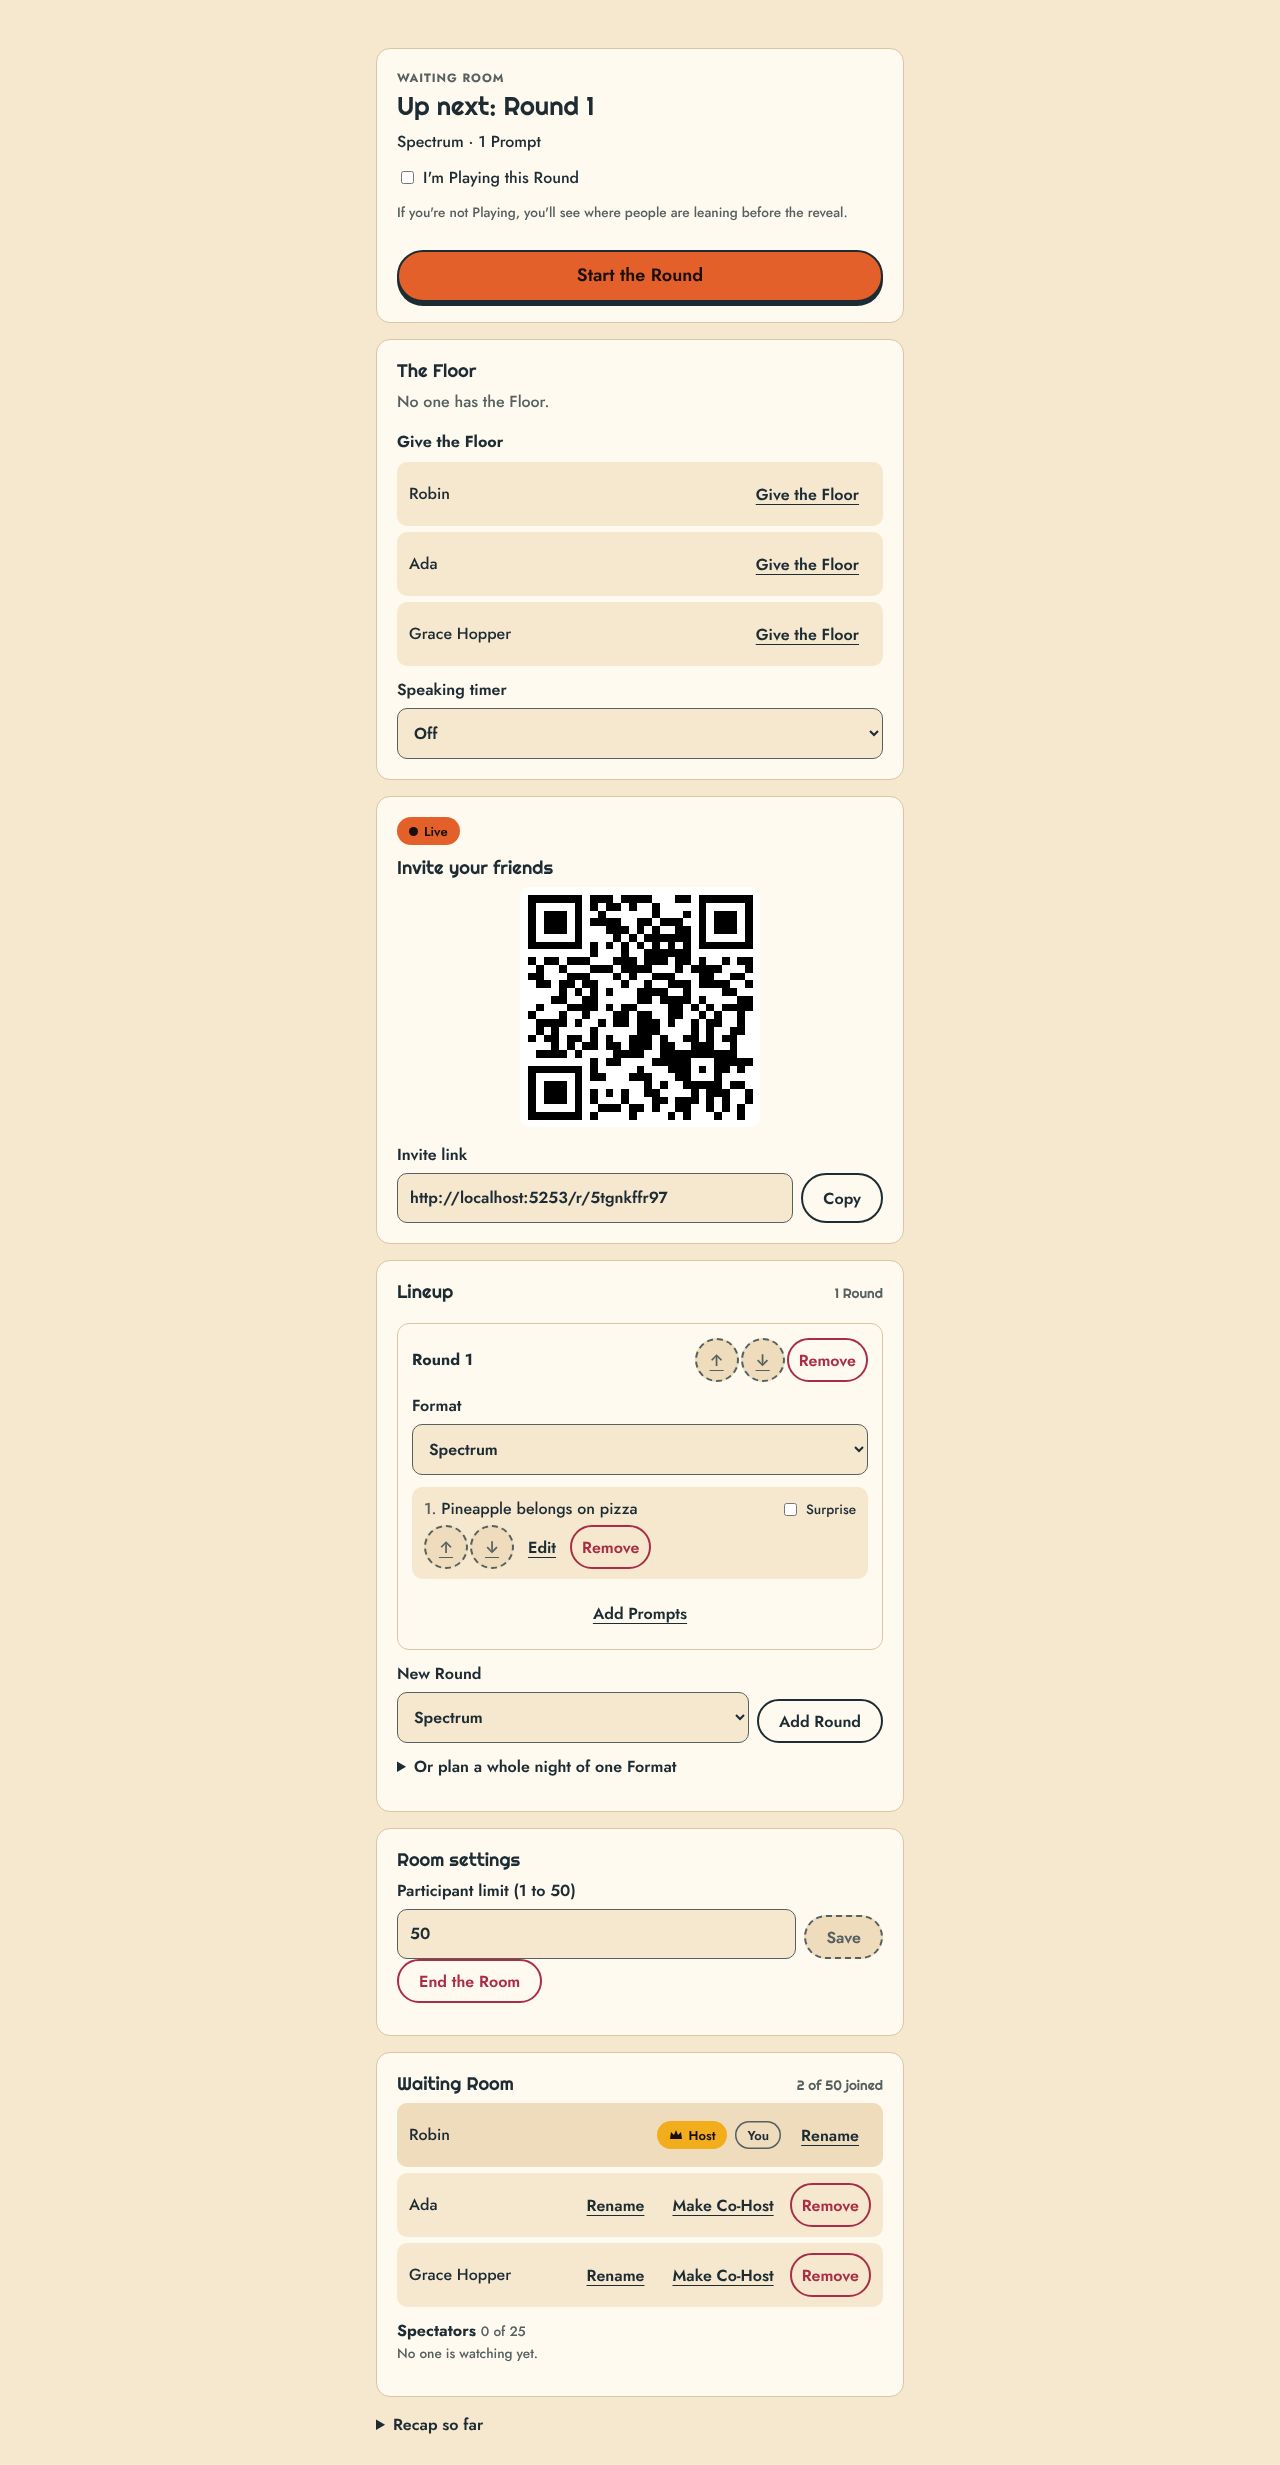 WAITING ROOM
Up next: Round 1
Spectrum · 1 Prompt
I'm Playing this Round
If you're not Playing, you'll see where people are leaning before the reveal.
Start the Round
The Floor
No one has the Floor.
Give the Floor
Robin Give the Floor
Ada Give the Floor
Grace Hopper Give the Floor
Speaking timer
Off
Live
Invite your friends
Invite link
http://localhost:5253/r/5tgnkffr97 Copy
Lineup 1 Round
Round 1 ↑ ↓ Remove
Format
Spectrum
1. Pineapple belongs on pizza Surprise
↑ ↓ Edit Remove
Add Prompts
New Round
Spectrum Add Round
Or plan a whole night of one Format
Room settings
Participant limit (1 to 50)
50 Save
End the Room
Waiting Room 2 of 50 joined
Robin Host You Rename
Ada Rename Make Co-Host Remove
Grace Hopper Rename Make Co-Host Remove
Spectators 0 of 25
No one is watching yet.
Recap so far